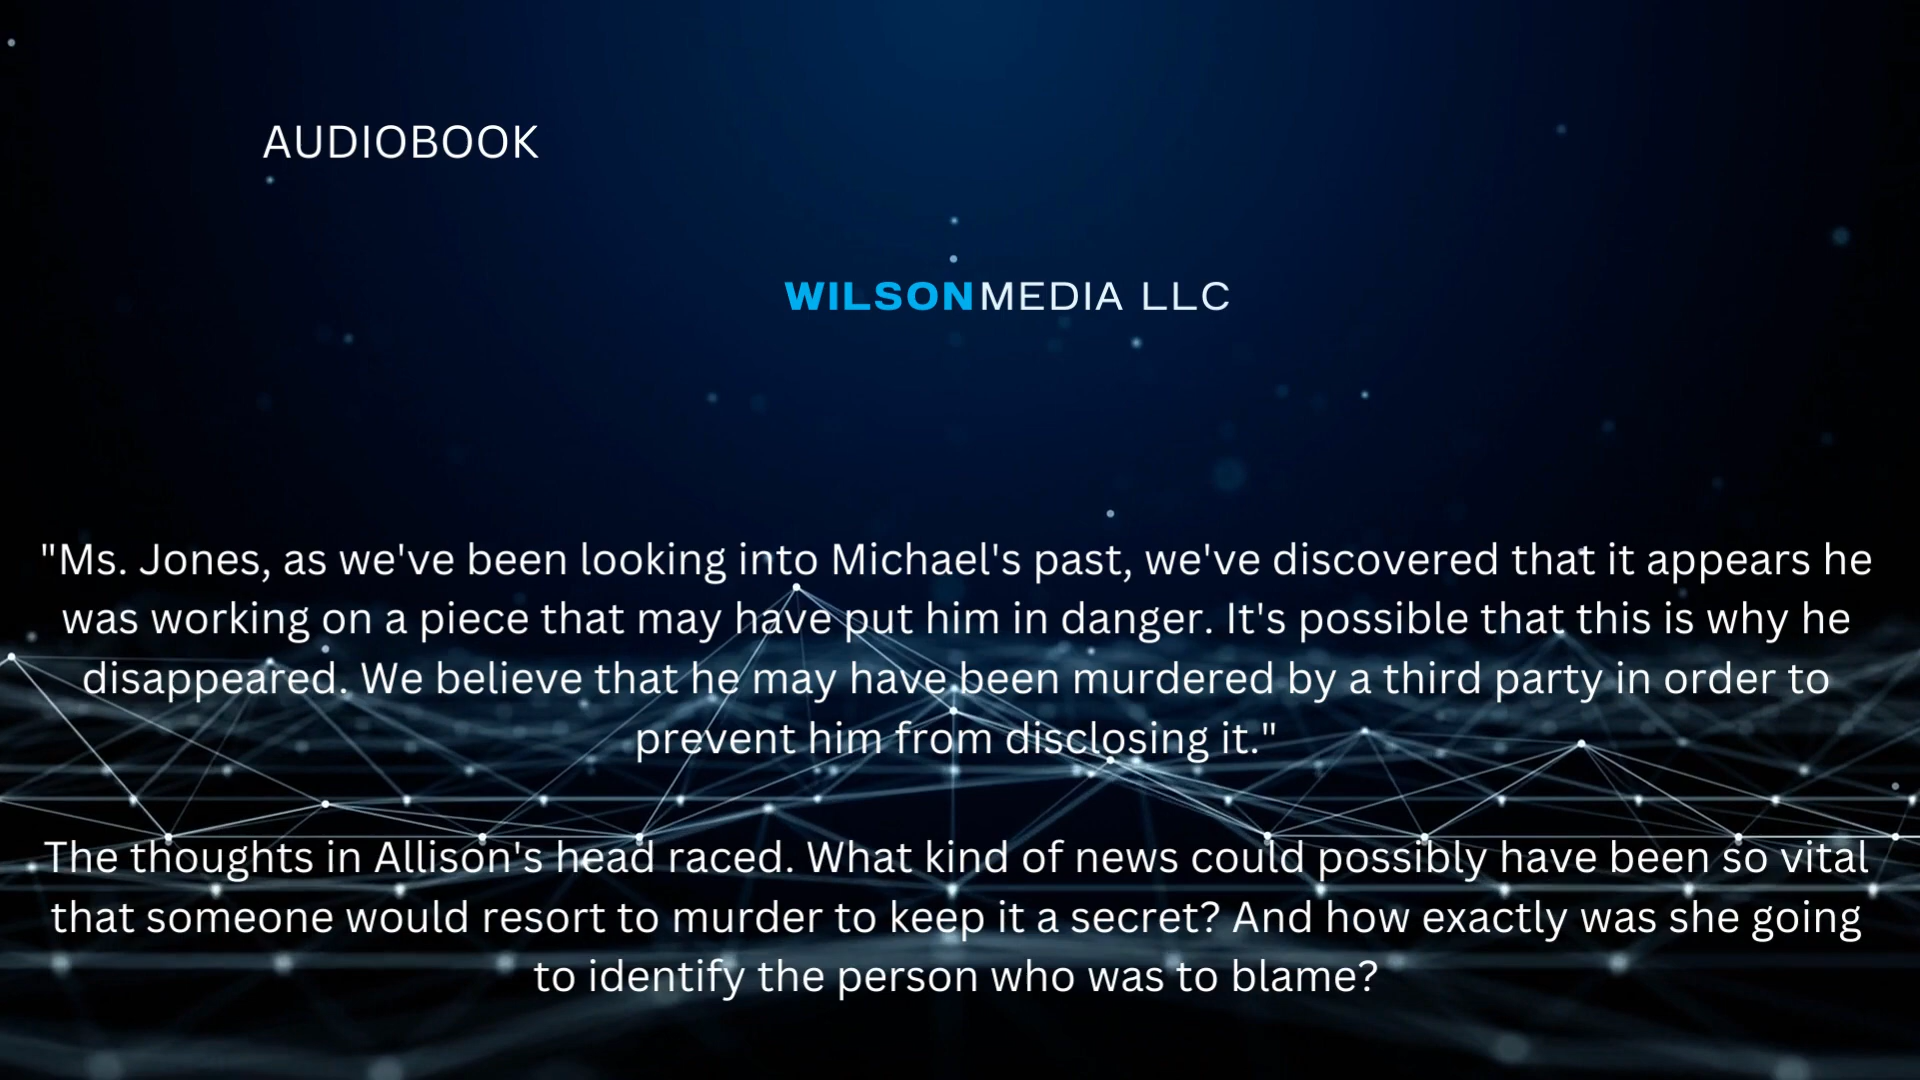 AUDIOBOOK
WILSONMEDIA LLC
"Ms. Jones, as we've been looking into Michael's past, we've discovered that it appears he
was working on a piece that may have put him in danger. It's possible that this is why he
disappeared. We believe that he may have been murdered by a third party in order to
prevent him from disclosing it."
The thoughts in Allison's head raced. What kind of news could possibly have been so vital
that someone would resort to murder to keep it a secret? And how exactly was she going
to identify the person who was to blame?